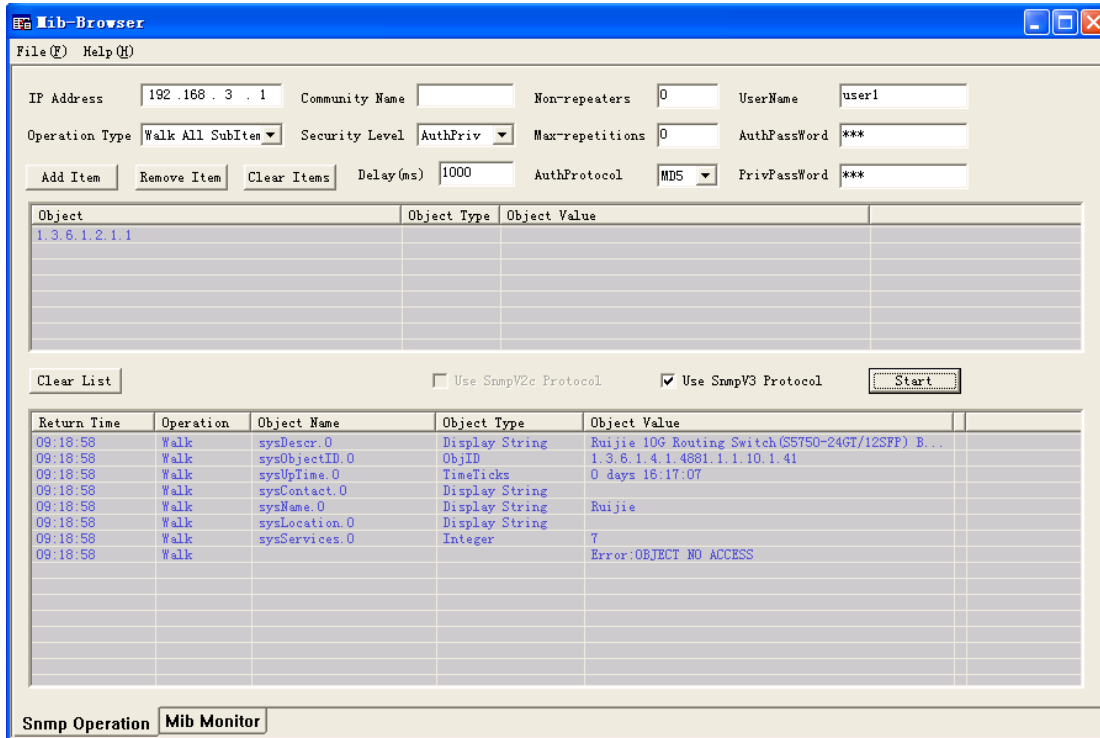 Mib-Browser
File(F) Help(H)
IP Address 192 .168 . 3 . 1 Community Name Non-repeaters 0 UserName user1
Operation Type Walk All SubIten Security Level AuthPriv Max-repetitions 0 AuthPassWord ***
Add Item Remove Item Clear Items Delay(ms) 1000 AuthProtocol MD5 PrivPassWord ***
Object Object Type Object Value
1.3.6.1.2.1.1
Clear List Use SnmpV2c Protocol Use SnmpV3 Protocol Start
Return Time Operation Object Name Object Type Object Value
09:18:58 Walk sysDescr.0 Display String Ruijie 10G Routing Switch(S5750-24GT/12SFP) B...
09:18:58 Walk sysObjectID.0 ObjID 1.3.6.1.4.1.4881.1.1.10.1.41
09:18:58 Walk sysUpTime.0 TimeTicks 0 days 16:17:07
09:18:58 Walk sysContact.0 Display String
09:18:58 Walk sysName.0 Display String Ruijie
09:18:58 Walk sysLocation.0 Display String
09:18:58 Walk sysServices.0 Integer 7
09:18:58 Walk Error:OBJECT NO ACCESS
Snmp Operation Mib Monitor